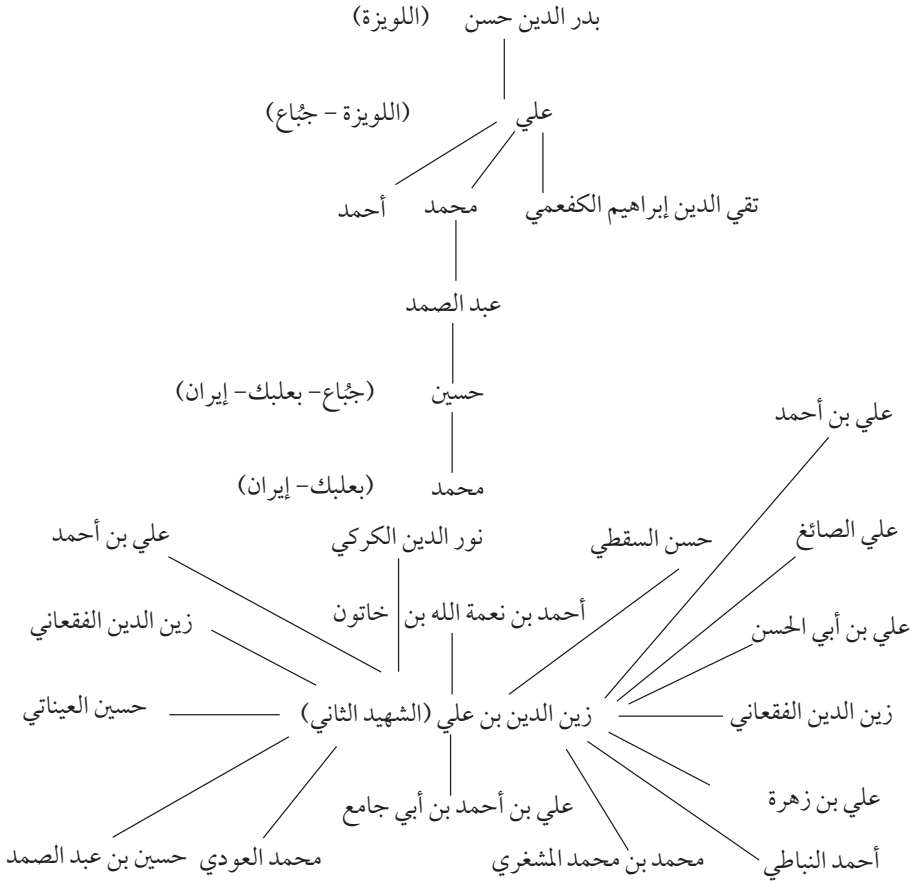 بدر الدين حسن (اللويزة)
علي (اللويزة – جُباع)
تقي الدين إبراهيم الكفعمي
محمد
أحمد
عبد الصمد
حسين (جُباع– بعلبك– إيران)
علي بن أحمد
محمد (بعلبك– إيران)
علي الصائغ
حسن السقطي
نور الدين الكركي
علي بن أحمد
علي بن أبي الحسن
أحمد بن نعمة الله بن خاتون
زين الدين الفقعاني
زين الدين الفقعاني
زين الدين بن علي (الشهيد الثاني)
حسين العيناتي
علي بن زهرة
علي بن أحمد بن أبي جامع
أحمد النباطي
محمد بن محمد المشغري
محمد العودي
حسين بن عبد الصمد